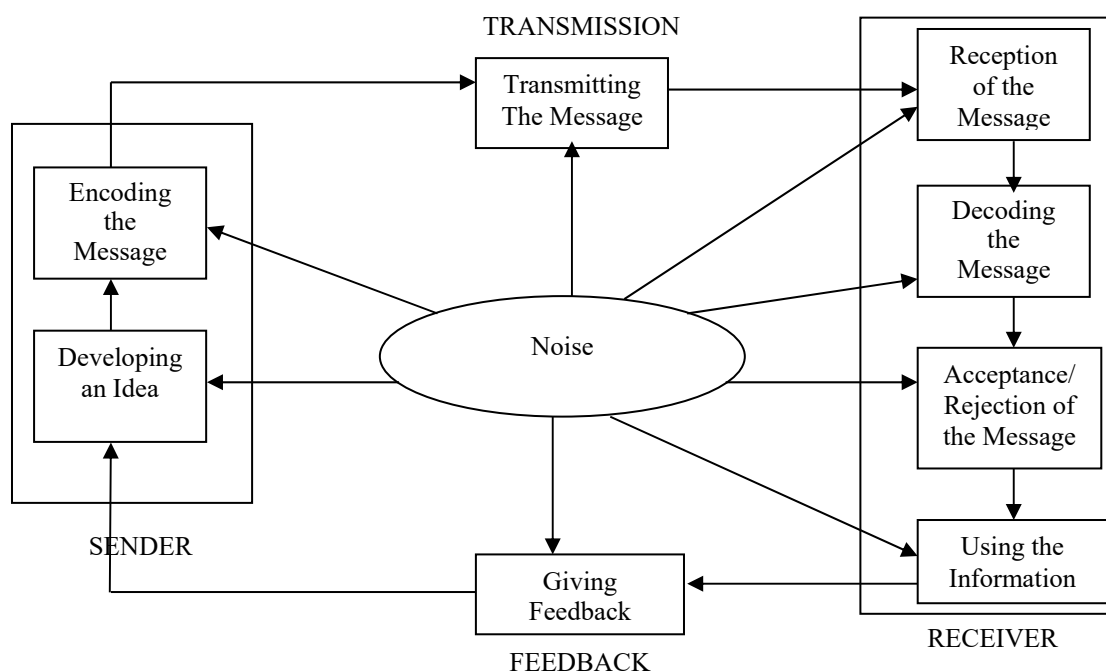 TRANSMISSION
Transmitting
The Message
Reception
of the
Message
Encoding
the
Message
Decoding
the
Message
Noise
Developing
an Idea
Acceptance/
Rejection of
the Message
SENDER
Giving
Feedback
Using the
Information
RECEIVER
FEEDBACK